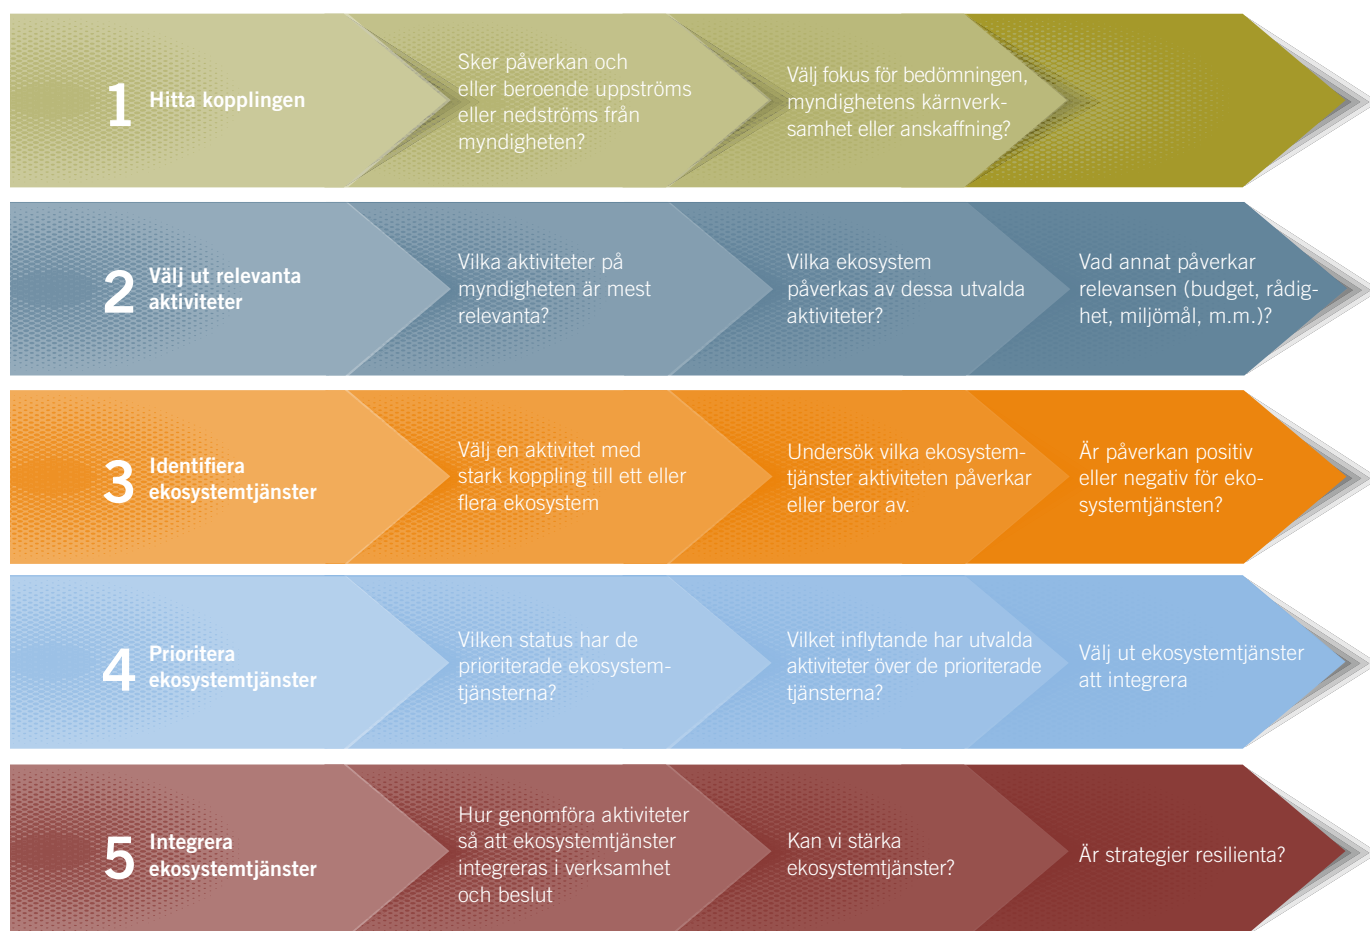 1
Hitta kopplingen
Sker påverkan och
eller beroende uppströms
eller nedströms från
myndigheten?
Välj fokus för bedömningen,
myndighetens kärnverk-
samhet eller anskaffning?
2
Välj ut relevanta
aktiviteter
Vilka aktiviteter på
myndigheten är mest
relevanta?
Vilka ekosystem
påverkas av dessa utvalda
aktiviteter?
Vad annat påverkar
relevansen (budget, rådig-
het, miljömål, m.m.)?
3
Identifiera
ekosystemtjänster
Välj en aktivitet med
stark koppling till ett eller
flera ekosystem
Undersök vilka ekosystem-
tjänster aktiviteten påverkar
eller beror av.
Är påverkan positiv
eller negativ för eko-
systemtjänsten?
4
Prioritera
ekosystemtjänster
Vilken status har de
prioriterade ekosystem-
tjänsterna?
Vilket inflytande har utvalda
aktiviteter över de prioriterade
tjänsterna?
Välj ut ekosystemtjänster
att integrera
5
Integrera
ekosystemtjänster
Hur genomföra aktiviteter
så att ekosystemtjänster
integreras i verksamhet
och beslut
Kan vi stärka
ekosystemtjänster?
Är strategier resilienta?